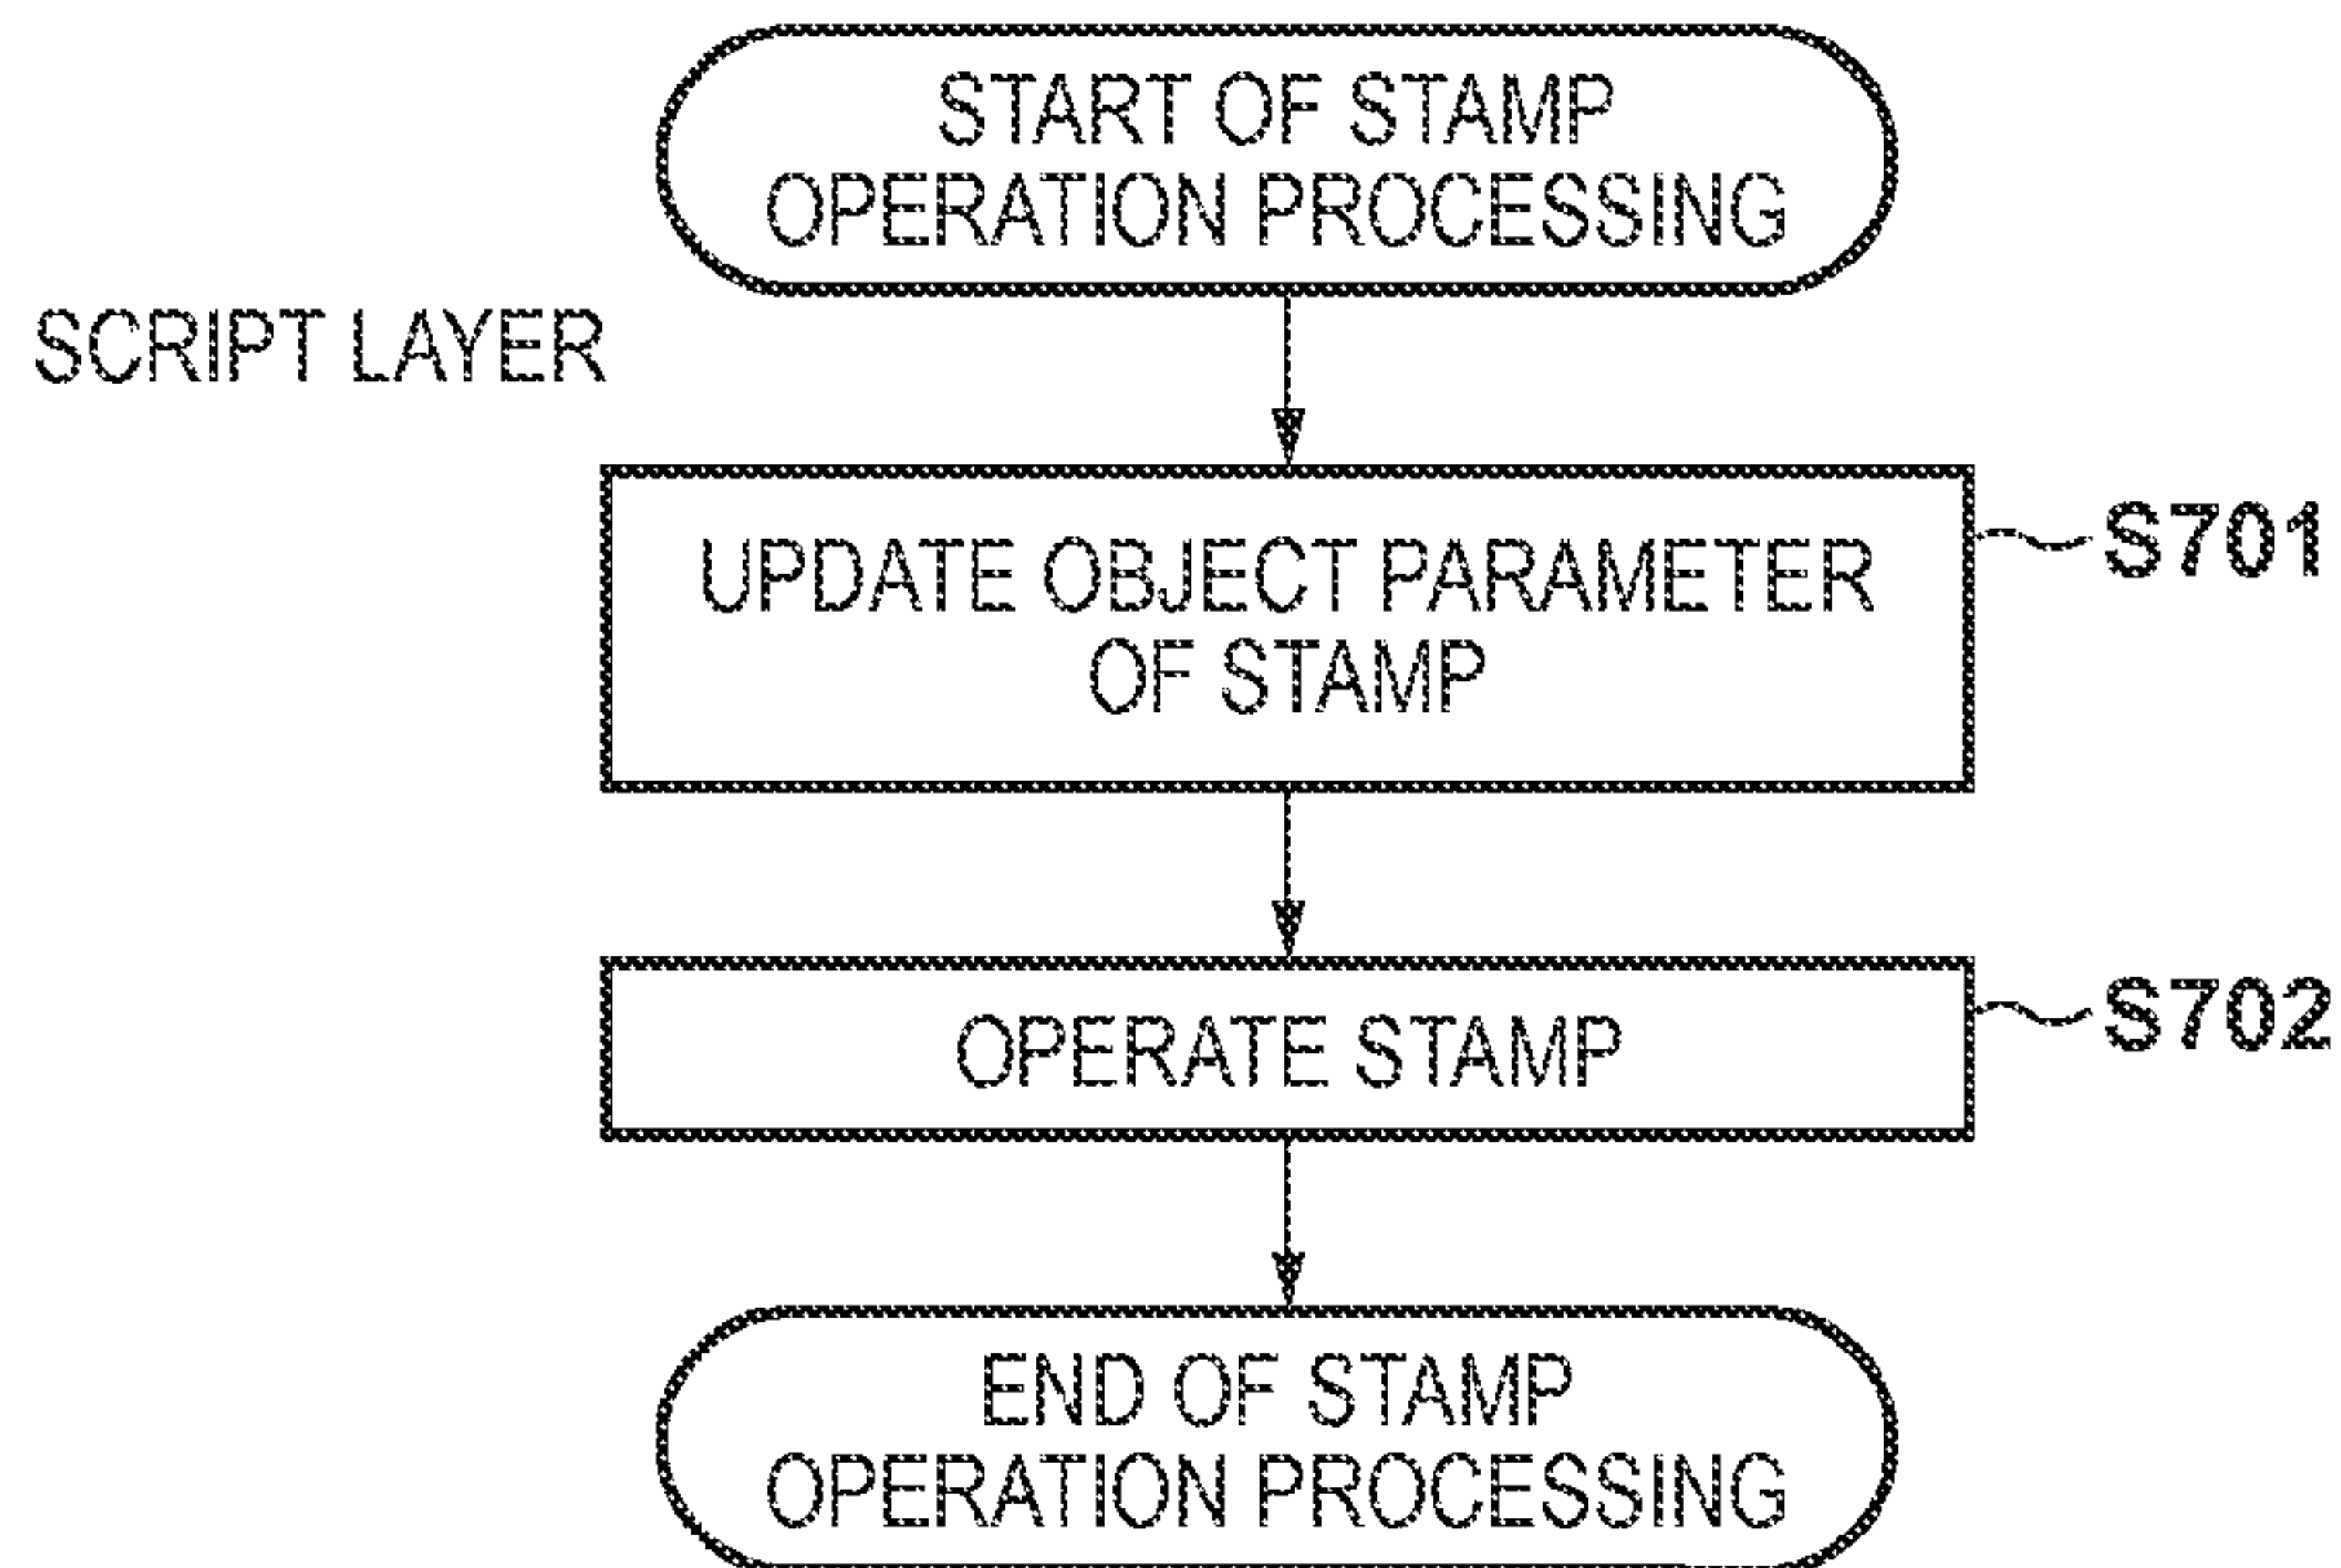 START OF STAMP
OPERATION PROCESSING
SCRIPT LAYER
UPDATE OBJECT PARAMETER
OF STAMP
S701
OPERATE STAMP
S702
END OF STAMP
OPERATION PROCESSING